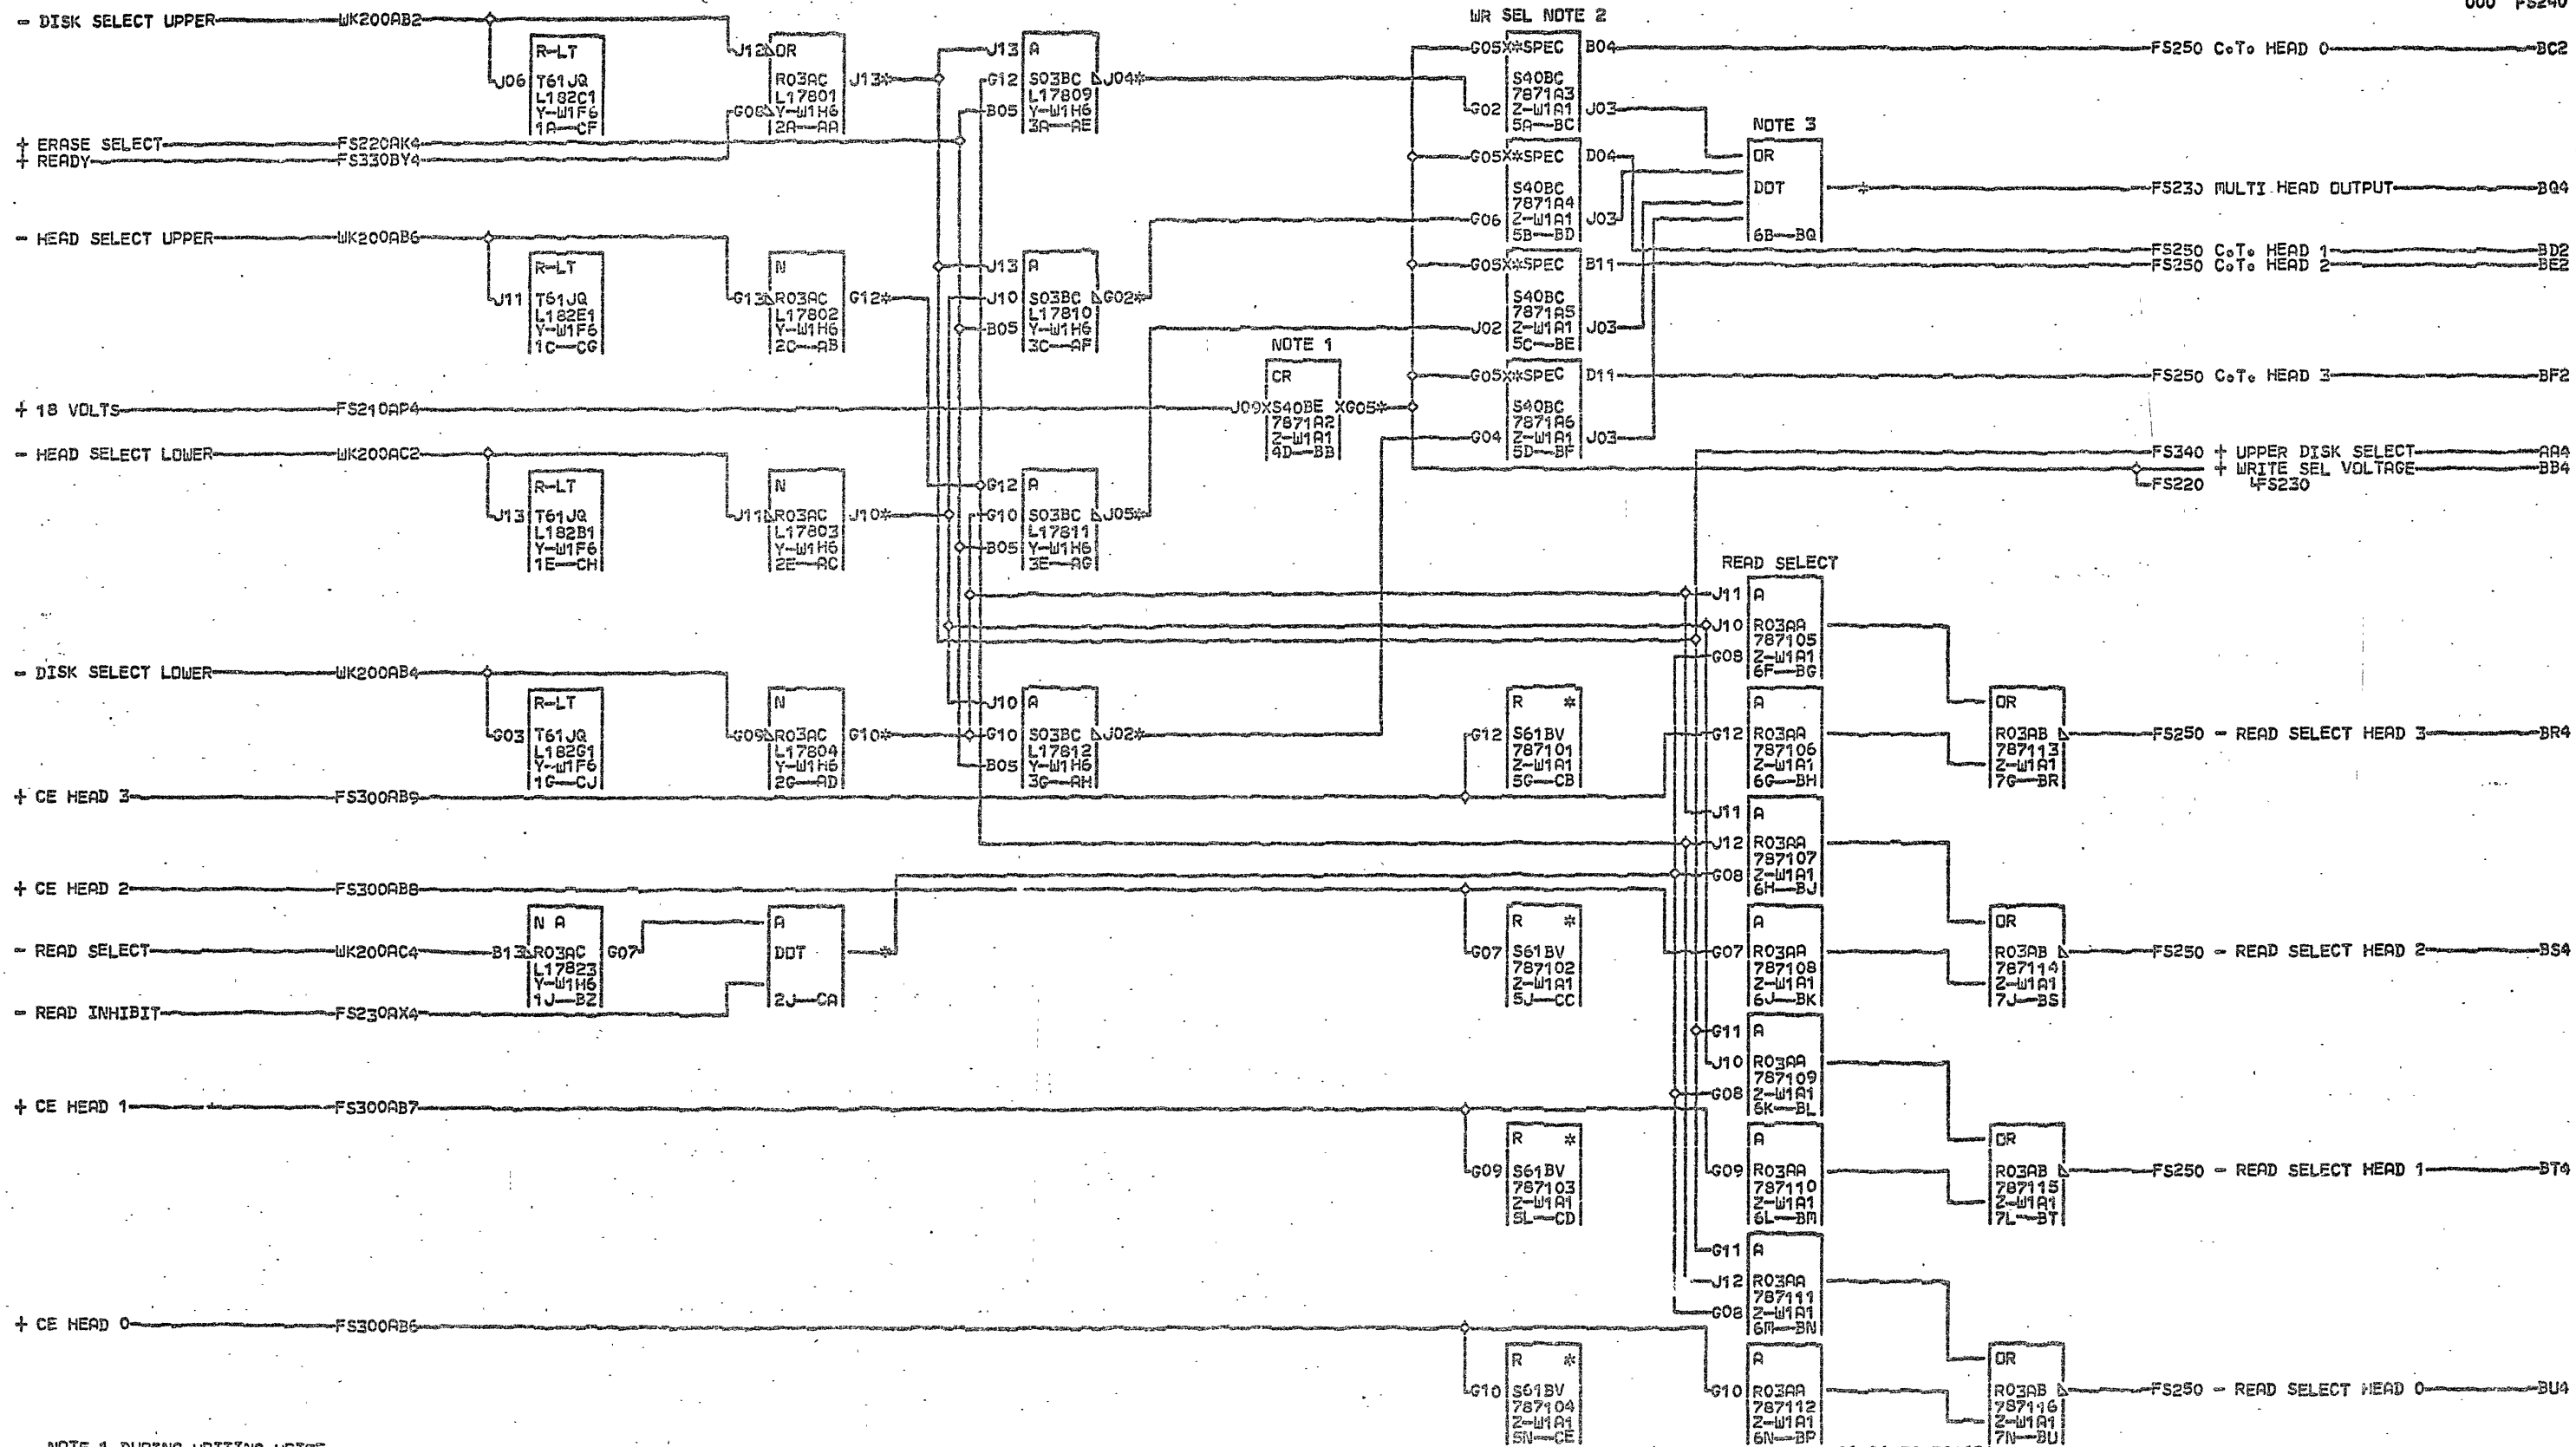 000 FS240
- DISK SELECT UPPER WK200AB2
R-LT
J06 T61JQ
L182C1
Y-W1F6
1A CF
J12 OR
R03AC J13*
L17801
G08 Y-W1H6
2A AA
J13 A
G12 S03BC J04*
L17809
B05 Y-W1H6
3A AE
WR SEL NOTE 2
G05X *SPEC B04
S40BC
7871A3
G02 Z-W1A1 J03
5A BC
FS250 C.T. HEAD 0 BC2
+ ERASE SELECT FS220AK4
+ READY FS330BY4
G05X *SPEC D04
S40BC
7871A4
G06 Z-W1A1 J03
5B BD
NOTE 3
OR
DOT *
6B BQ
FS230 MULTI HEAD OUTPUT BQ4
- HEAD SELECT UPPER WK200AB6
R-LT
J11 T61JQ
L182E1
Y-W1F6
1C CG
N
G13 R03AC G12*
L17802
Y-W1H6
2C AB
J13 A
J10 S03BC G02*
L17810
B05 Y-W1H6
3C AF
G05X *SPEC B11
S40BC
7871A5
J02 Z-W1A1 J03
5C BE
FS250 C.T. HEAD 1 BD2
FS250 C.T. HEAD 2 BE2
+ 18 VOLTS FS210AP4
NOTE 1
CR
J09X S40BE X G05*
7871A2
Z-W1A1
4D BB
G05X *SPEC D11
S40BC
7871A6
G04 Z-W1A1 J03
5D BF
FS250 C.T. HEAD 3 BF2
- HEAD SELECT LOWER WK200AC2
R-LT
J13 T61JQ
L182B1
Y-W1F6
1E CH
N
J11 R03AC J10*
L17803
Y-W1H6
2E AC
G12 A
G10 S03BC J05*
L17811
B05 Y-W1H6
3E AG
FS340 + UPPER DISK SELECT AA4
+ WRITE SEL VOLTAGE BB4
FS220 FS230
READ SELECT
J11 A
J10 R03AA
787105
G08 Z-W1A1
6F BG
- DISK SELECT LOWER WK200AB4
R-LT
G03 T61JQ
L182G1
Y-W1F6
1G CJ
N
G09 R03AC G10*
L17804
Y-W1H6
2G AD
J10 A
G10 S03BC J02*
L17812
B05 Y-W1H6
3G AH
R *
G12 S61BV
787101
Z-W1A1
5G CB
A
G12 R03AA
787106
Z-W1A1
6G BH
OR
R03AB
787113
Z-W1A1
7G BR
FS250 - READ SELECT HEAD 3 BR4
+ CE HEAD 3 FS300AB9
J11 A
J12 R03AA
787107
G08 Z-W1A1
6H BJ
+ CE HEAD 2 FS300AB8
- READ SELECT WK200AC4
N A
B13 R03AC G07
L17823
Y-W1H6
1J BZ
A
DOT *
2J CA
R *
G07 S61BV
787102
Z-W1A1
5J CC
A
G07 R03AA
787108
Z-W1A1
6J BK
OR
R03AB
787114
Z-W1A1
7J BS
FS250 - READ SELECT HEAD 2 BS4
- READ INHIBIT FS230AX4
G11 A
J10 R03AA
787109
G08 Z-W1A1
6K BL
+ CE HEAD 1 FS300AB7
R *
G09 S61BV
787103
Z-W1A1
5L CD
A
G09 R03AA
787110
Z-W1A1
6L BM
OR
R03AB
787115
Z-W1A1
7L BT
FS250 - READ SELECT HEAD 1 BT4
G11 A
J12 R03AA
787111
G08 Z-W1A1
6M BN
+ CE HEAD 0 FS300AB6
R *
G10 S61BV
787104
Z-W1A1
5N CE
A
G10 R03AA
787112
Z-W1A1
6N BP
OR
R03AB
787116
Z-W1A1
7N BU
FS250 - READ SELECT HEAD 0 BU4
NOTE 1 DURING WRITING WRITE